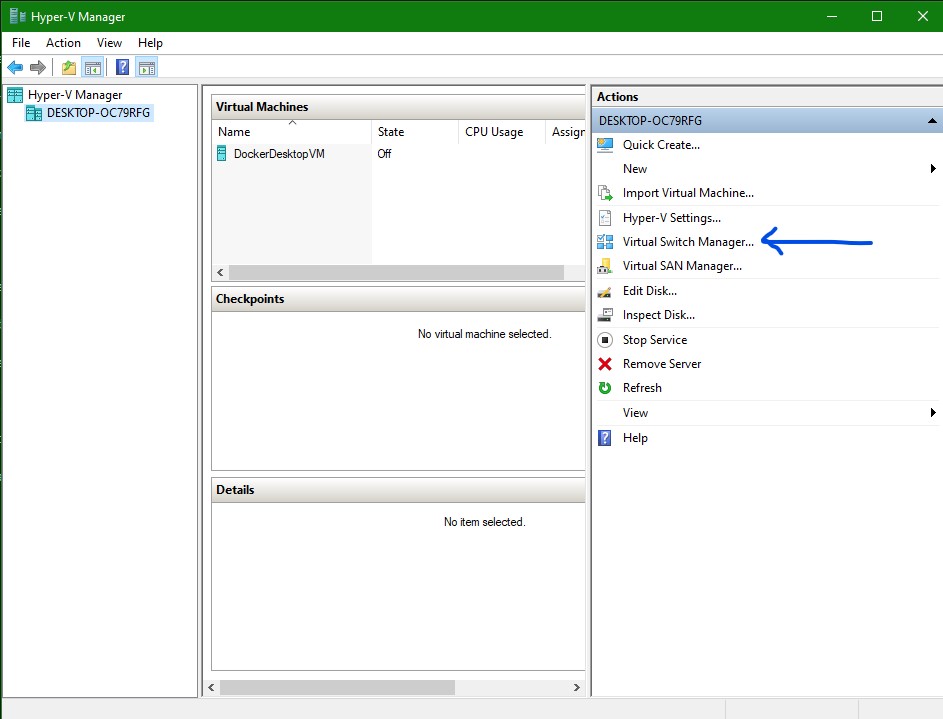 Hyper-V Manager
File Action View Help
Hyper-V Manager
DESKTOP-OC79RFG
Virtual Machines
Name State CPU Usage Assign
DockerDesktopVM Off
Checkpoints
No virtual machine selected.
Details
No item selected.
Actions
DESKTOP-OC79RFG
Quick Create...
New
Import Virtual Machine...
Hyper-V Settings...
Virtual Switch Manager...
Virtual SAN Manager...
Edit Disk...
Inspect Disk...
Stop Service
Remove Server
Refresh
View
Help